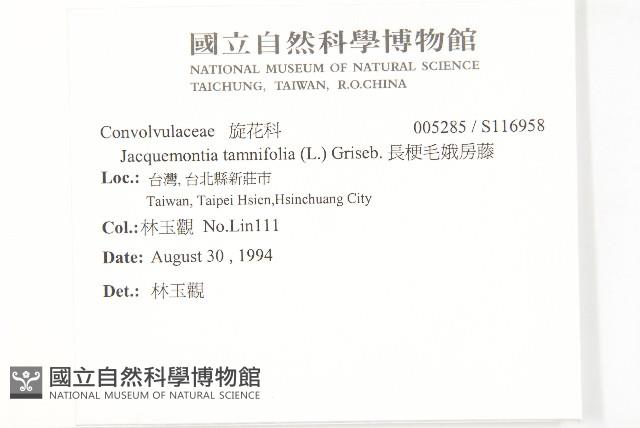 國立自然科學博物館
NATIONAL MUSEUM OF NATURAL SCIENCE
TAICHUNG, TAIWAN, R.O.CHINA
Convolvulaceae 旋花科 005285 / S116958
Jacquemontia tamnifolia (L.) Griseb. 長梗毛娥房藤
Loc.: 台灣, 台北縣新莊市
Taiwan, Taipei Hsien,Hsinchuang City
Col.:林玉觀 No.Lin111
Date: August 30 , 1994
Det.: 林玉觀
國立自然科學博物館
NATIONAL MUSEUM OF NATURAL SCIENCE